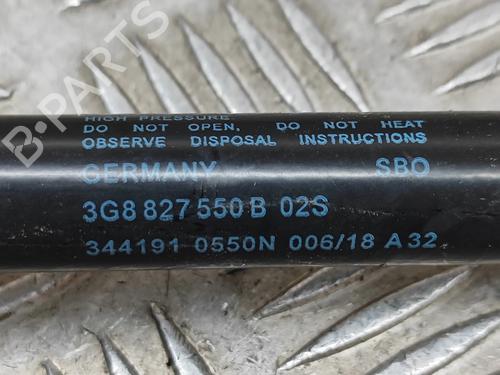 B-PARTS
HIGH PRESSURE
DO NOT OPEN, DO NOT HEAT
OBSERVE DISPOSAL INSTRUCTIONS
GERMANY SBO
3G8 827 550 B 02S
344191 0550N 006/18 A32